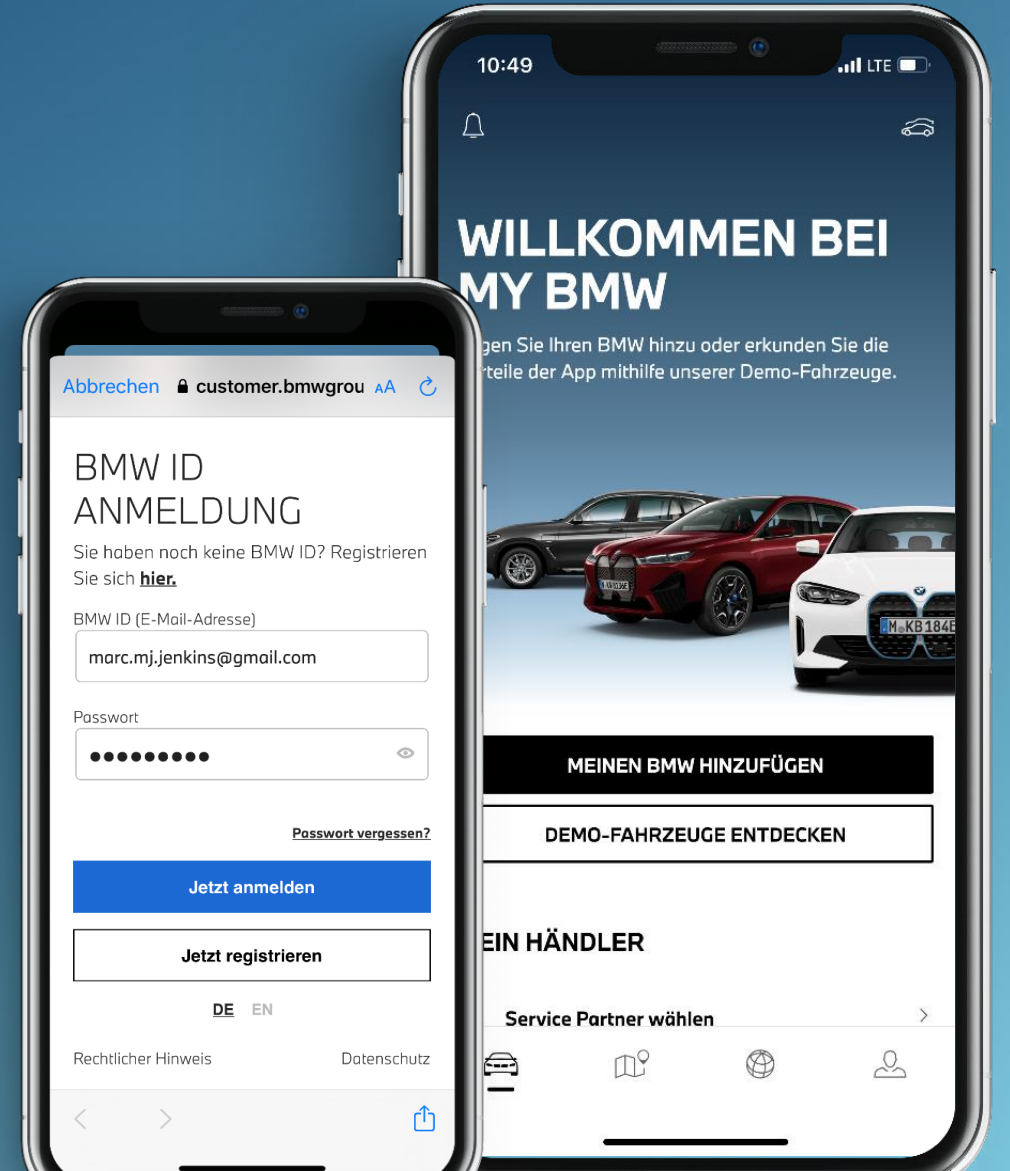 10:49
LTE
WILLKOMMEN BEI
MY BMW
gen Sie Ihren BMW hinzu oder erkunden Sie die
rteile der App mithilfe unserer Demo-Fahrzeuge.
M KB184E
MEINEN BMW HINZUFÜGEN
DEMO-FAHRZEUGE ENTDECKEN
EIN HÄNDLER
Service Partner wählen
Abbrechen customer.bmwgrou AA
BMW ID
ANMELDUNG
Sie haben noch keine BMW ID? Registrieren
Sie sich hier.
BMW ID (E-Mail-Adresse)
marc.mj.jenkins@gmail.com
Passwort
Passwort vergessen?
Jetzt anmelden
Jetzt registrieren
DE EN
Rechtlicher Hinweis Datenschutz